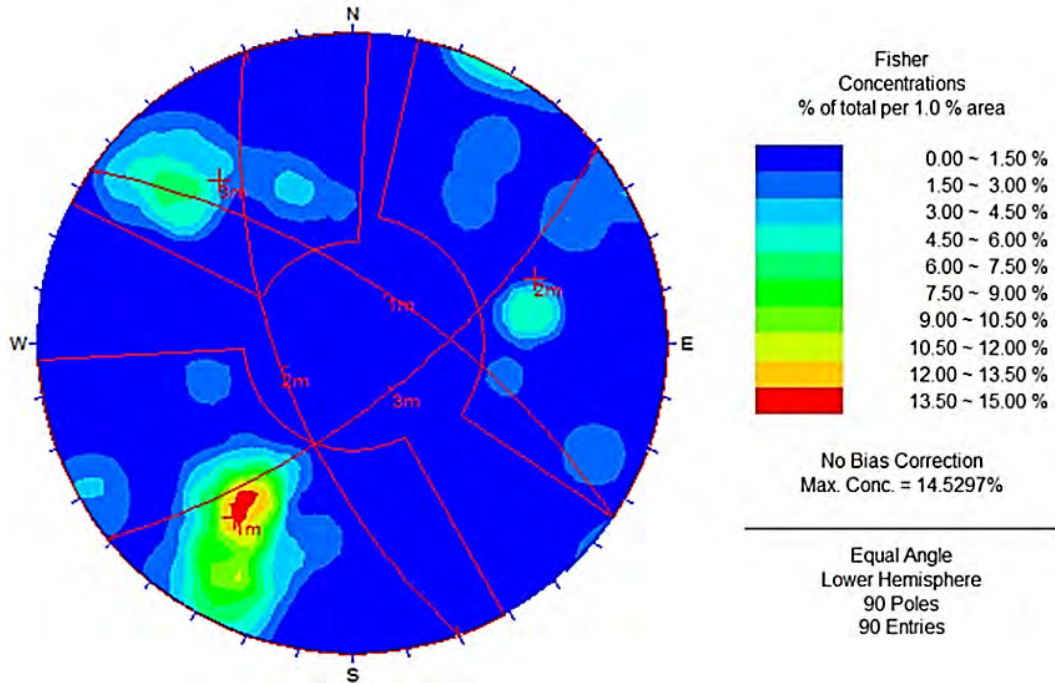 N
3m
2m
1m
W
E
2m
3m
1m
S
Fisher
Concentrations
% of total per 1.0 % area
0.00 ~ 1.50 %
1.50 ~ 3.00 %
3.00 ~ 4.50 %
4.50 ~ 6.00 %
6.00 ~ 7.50 %
7.50 ~ 9.00 %
9.00 ~ 10.50 %
10.50 ~ 12.00 %
12.00 ~ 13.50 %
13.50 ~ 15.00 %
No Bias Correction
Max. Conc. = 14.5297%
Equal Angle
Lower Hemisphere
90 Poles
90 Entries